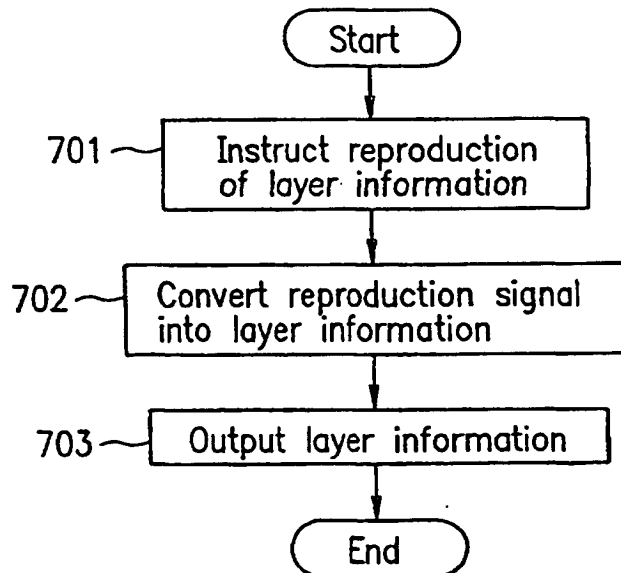 Start
701
Instruct reproduction
of layer information
702
Convert reproduction signal
into layer information
703
Output layer information
End